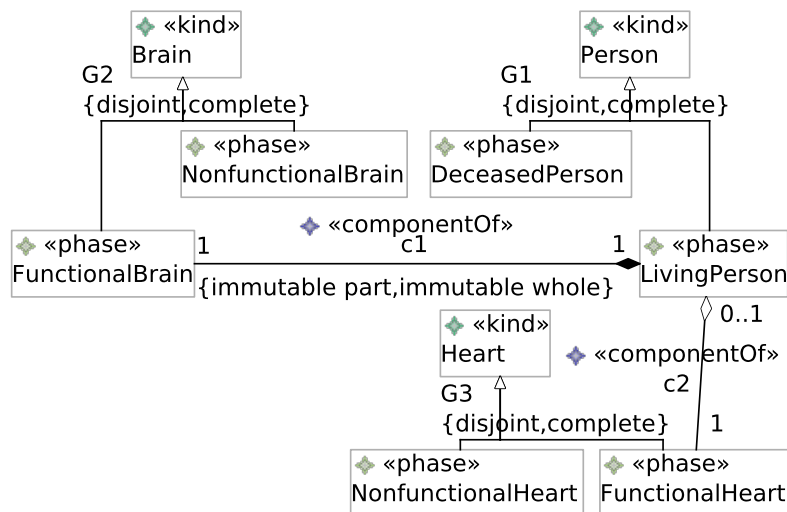 «kind»
Brain
«kind»
Person
G2
{disjoint,complete}
G1
{disjoint,complete}
«phase»
NonfunctionalBrain
«phase»
DeceasedPerson
«componentOf»
c1
«phase»
FunctionalBrain
1
1
«phase»
LivingPerson
{immutable part,immutable whole}
«kind»
Heart
0..1
«componentOf»
c2
G3
{disjoint,complete}
1
«phase»
NonfunctionalHeart
«phase»
FunctionalHeart